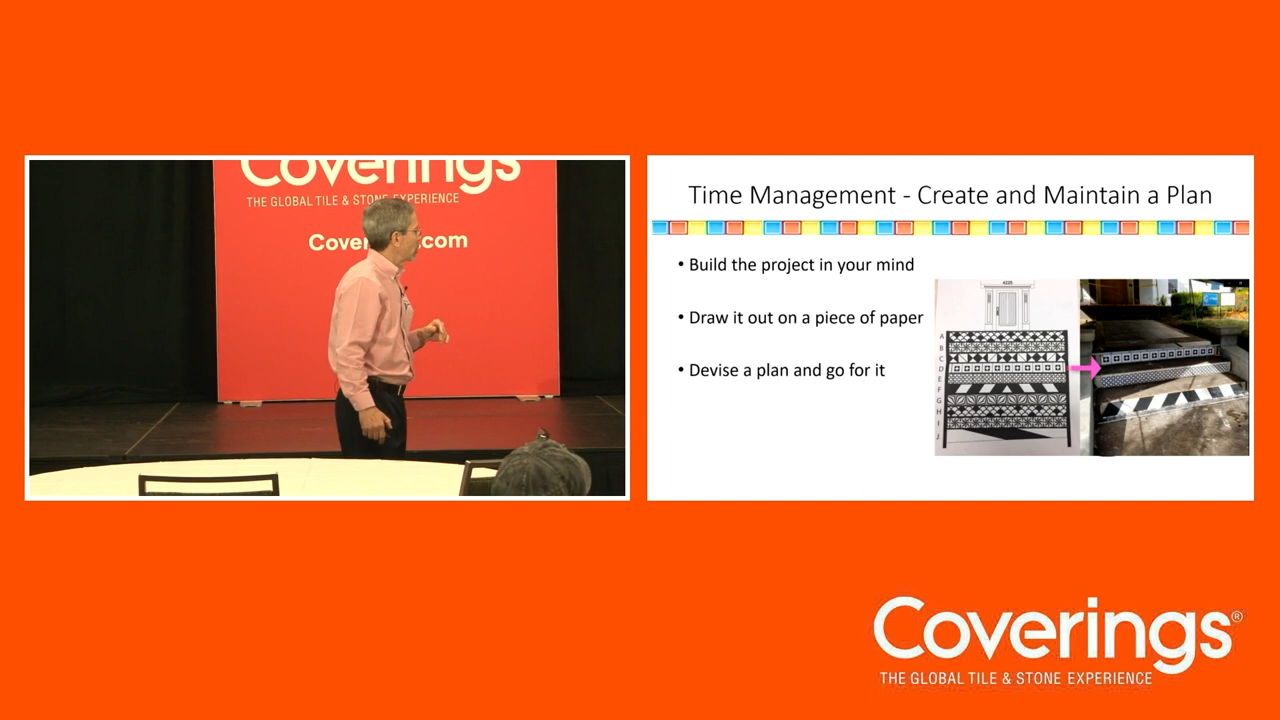 Coverings
THE GLOBAL TILE & STONE EXPERIENCE
Time Management - Create and Maintain a Plan
• Build the project in your mind
• Draw it out on a piece of paper
• Devise a plan and go for it
A
B
C
D
E
F
G
H
I
J
Coverings®
THE GLOBAL TILE & STONE EXPERIENCE